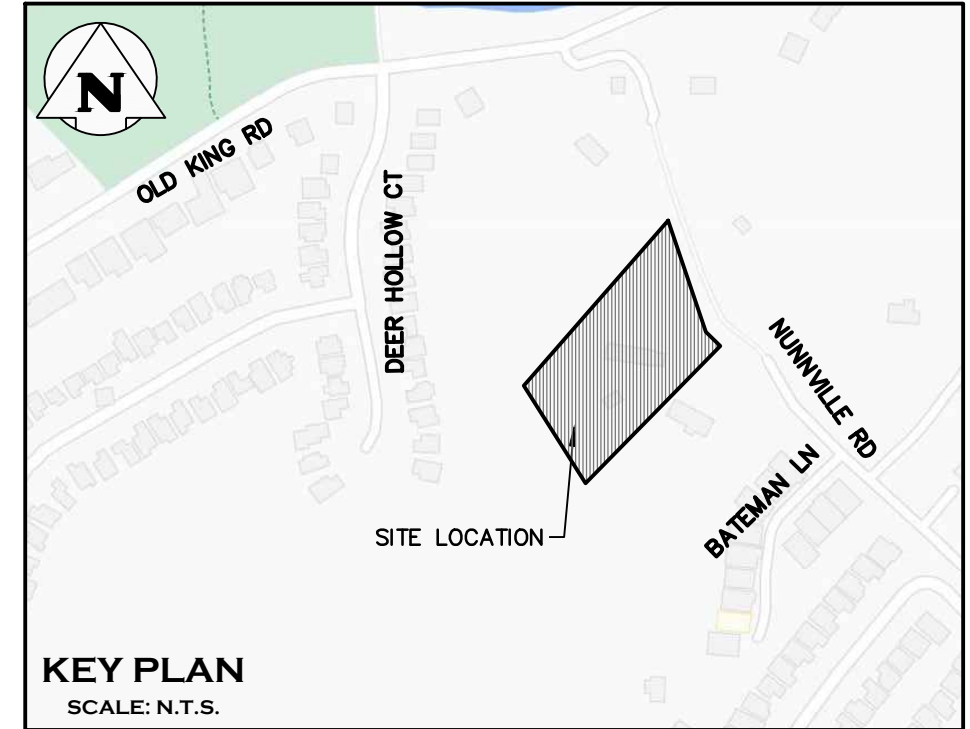 N
OLD KING RD
DEER HOLLOW CT
NUNNVILLE RD
BATEMAN LN
SITE LOCATION
KEY PLAN
SCALE: N.T.S.